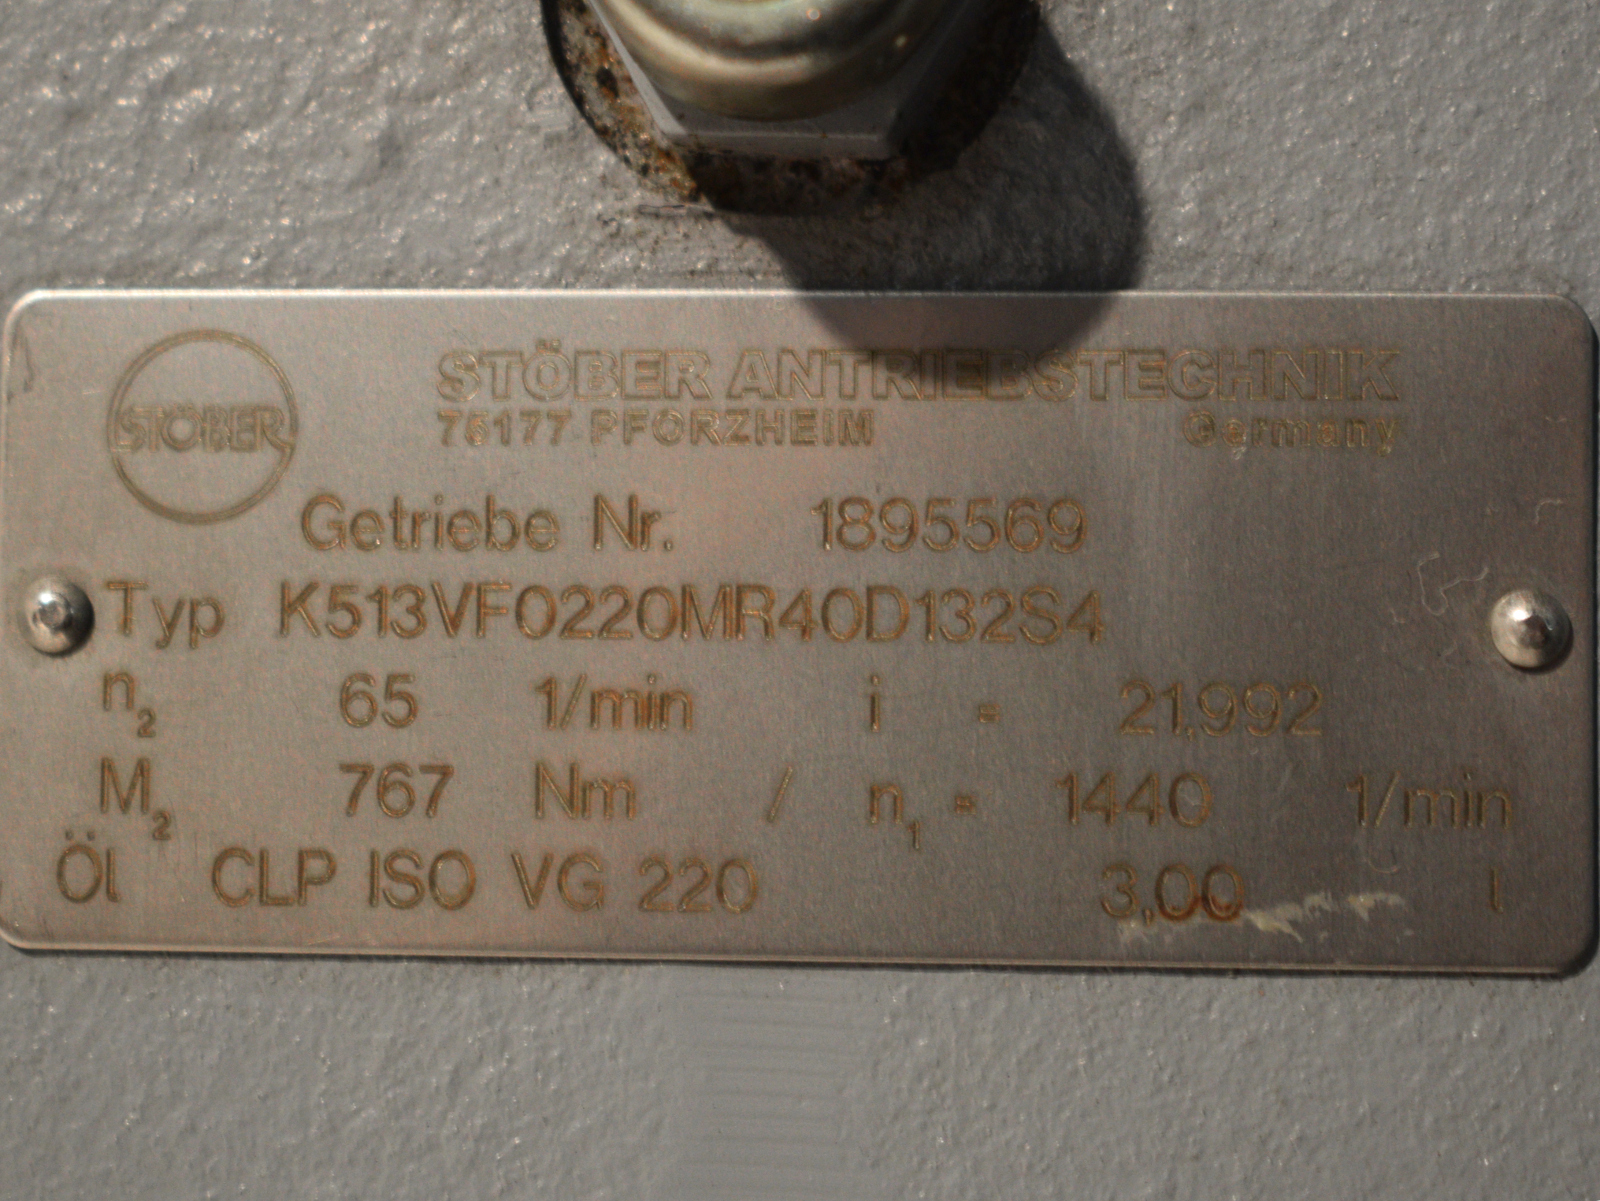 STÖBER
STÖBER ANTRIEBSTECHNIK
75177 PFORZHEIM Germany
Getriebe Nr. 1895569
Typ K513VF0220MR40D132S4
n2 65 1/min i = 21.992
M2 767 Nm / n1 = 1440 1/min
Öl CLP ISO VG 220 3,00 l